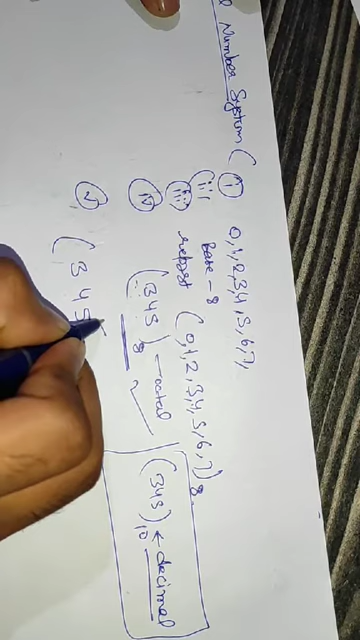 Number System (
(i) 0,1,2,3,4,5,6,7,
(ii) Base - 8
(iii) (0,1,2,3,4,5,6,7)8
(iv) (345)8 ← octal (345)10 ← decimal
(v) (345